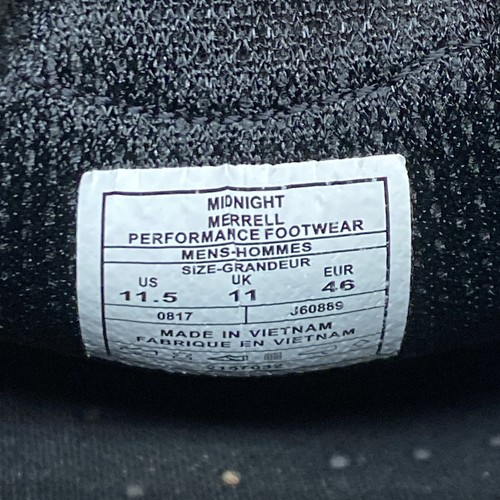 MIDNIGHT
MERRELL
PERFORMANCE FOOTWEAR
MENS-HOMMES
SIZE-GRANDEUR
US UK EUR
11.5 11 46
0817 J60889
MADE IN VIETNAM
FABRIQUE EN VIETNAM